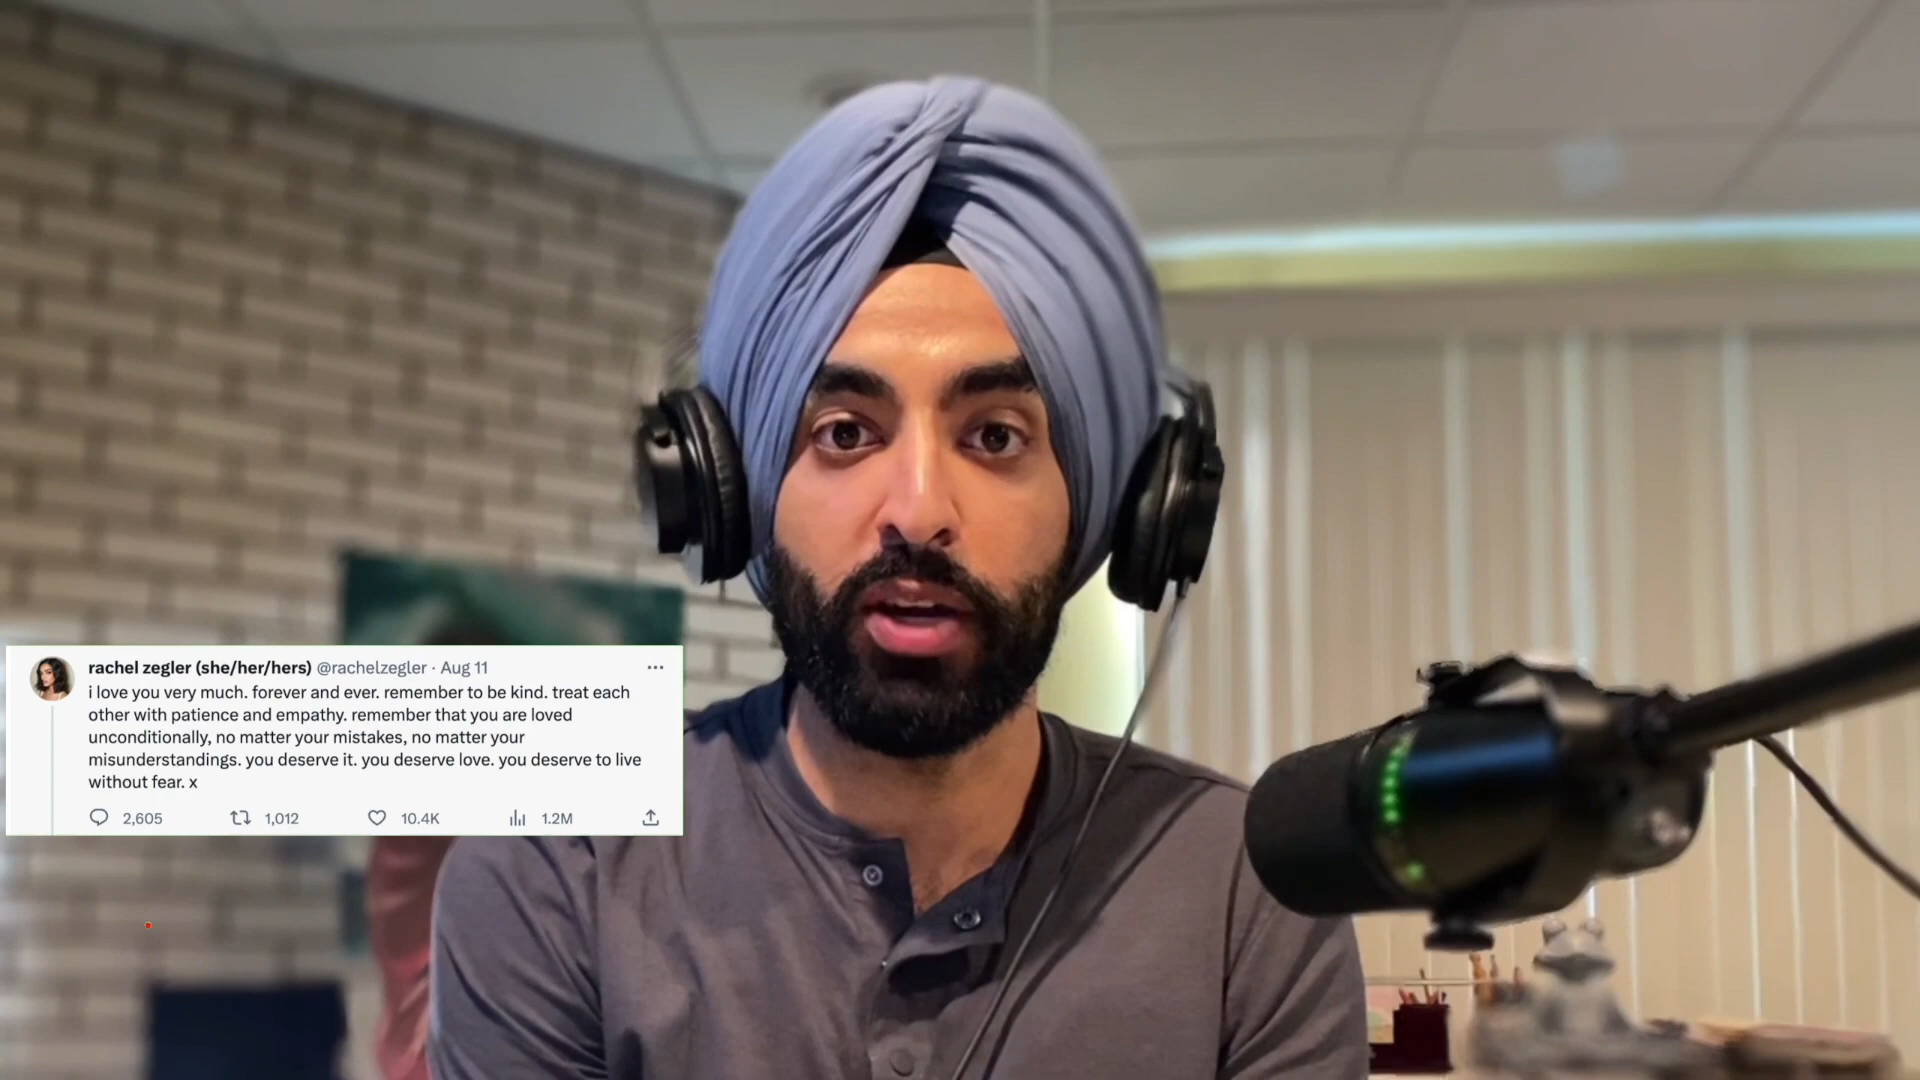 rachel zegler (she/her/hers) @rachelzegler · Aug 11
i love you very much. forever and ever. remember to be kind. treat each
other with patience and empathy. remember that you are loved
unconditionally, no matter your mistakes, no matter your
misunderstandings. you deserve it. you deserve love. you deserve to live
without fear. x
2,605 1,012 10.4K 1.2M